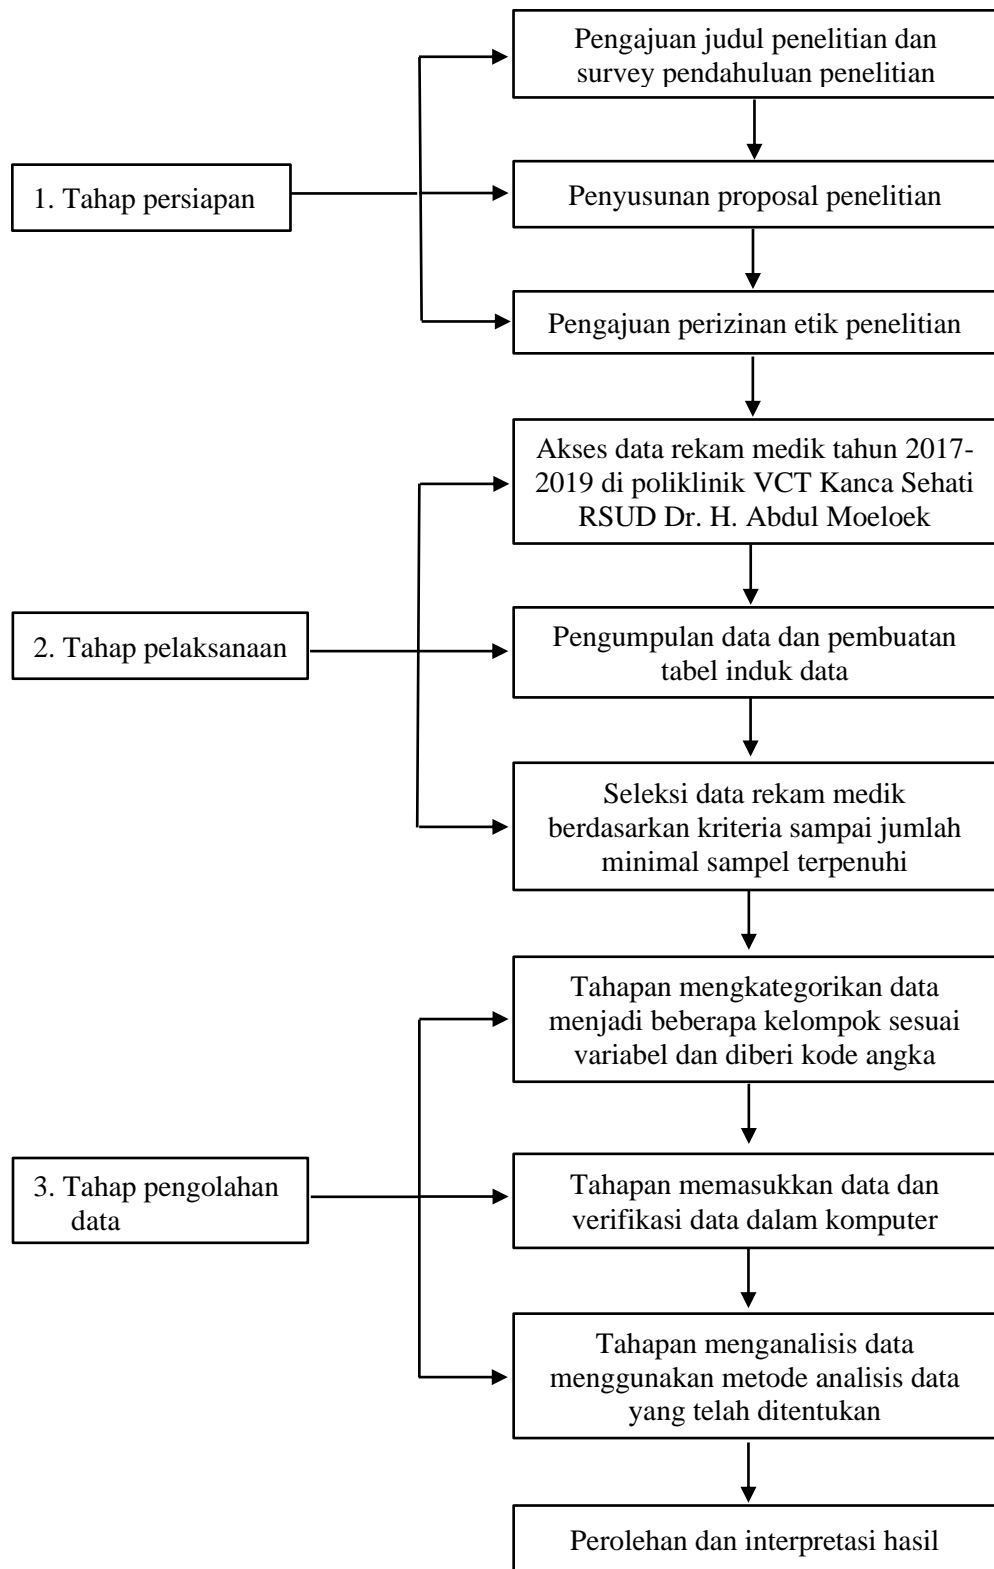 Pengajuan judul penelitian dan
survey pendahuluan penelitian
1. Tahap persiapan
Penyusunan proposal penelitian
Pengajuan perizinan etik penelitian
Akses data rekam medik tahun 2017-
2019 di poliklinik VCT Kanca Sehati
RSUD Dr. H. Abdul Moeloek
2. Tahap pelaksanaan
Pengumpulan data dan pembuatan
tabel induk data
Seleksi data rekam medik
berdasarkan kriteria sampai jumlah
minimal sampel terpenuhi
Tahapan mengkategorikan data
menjadi beberapa kelompok sesuai
variabel dan diberi kode angka
3. Tahap pengolahan
data
Tahapan memasukkan data dan
verifikasi data dalam komputer
Tahapan menganalisis data
menggunakan metode analisis data
yang telah ditentukan
Perolehan dan interpretasi hasil